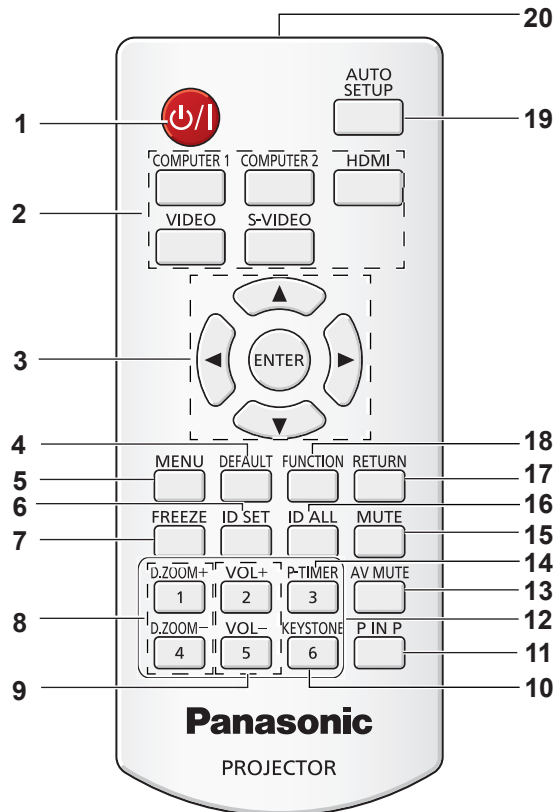 20
AUTO
SETUP
1
⏻/I
19
COMPUTER 1 COMPUTER 2 HDMI
2
VIDEO S-VIDEO
3
ENTER
4
18
MENU DEFAULT FUNCTION RETURN
5
17
6
16
FREEZE ID SET ID ALL MUTE
7
15
14
D.ZOOM+ VOL+ P-TIMER AV MUTE
13
8
1 2 3
12
D.ZOOM− VOL− KEYSTONE P IN P
4 5 6
11
9
10
Panasonic
PROJECTOR